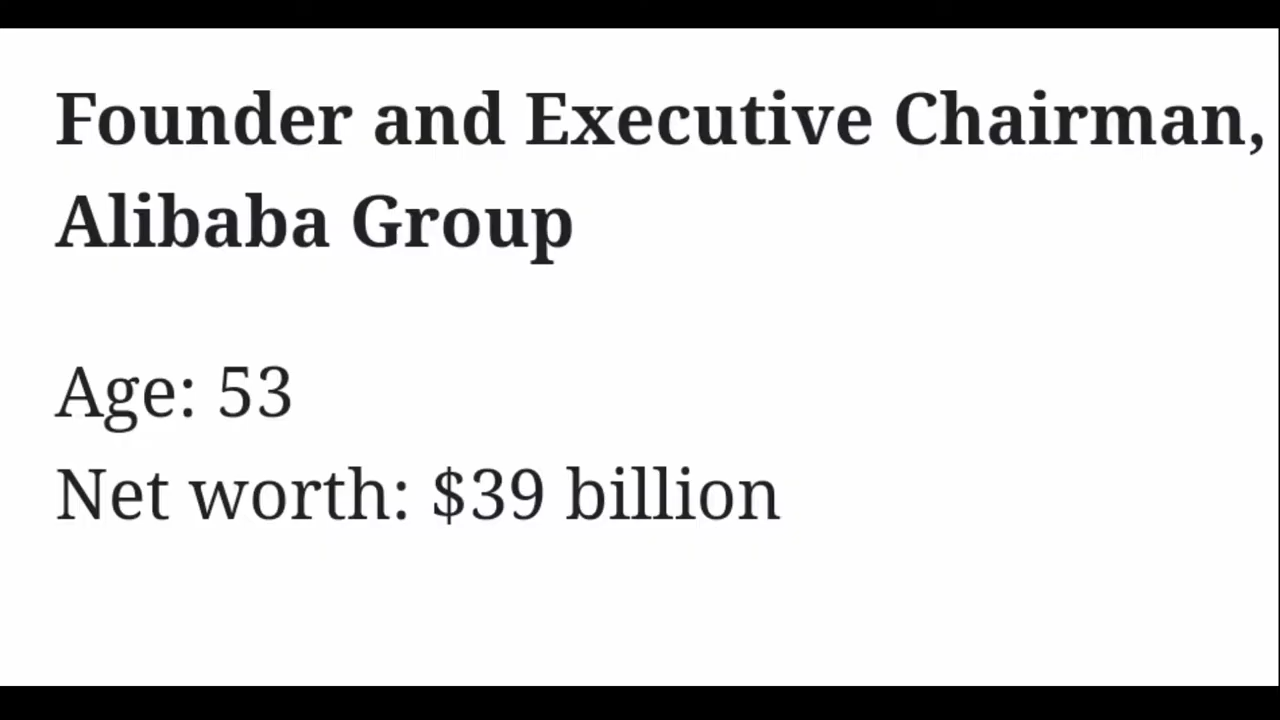 Founder and Executive Chairman,
Alibaba Group
Age: 53
Net worth: $39 billion